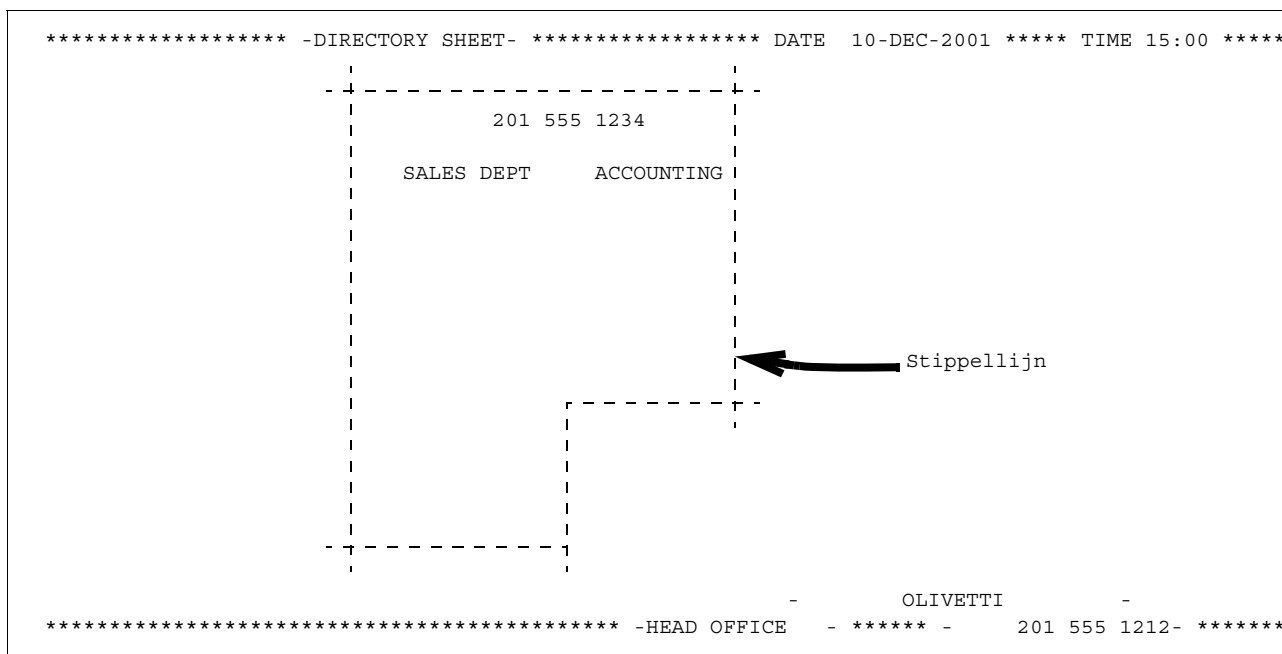 ******************* -DIRECTORY SHEET- ****************** DATE 10-DEC-2001 ***** TIME 15:00 *****
201 555 1234
SALES DEPT ACCOUNTING
Stippellijn
- OLIVETTI -
********************************************* -HEAD OFFICE - ****** - 201 555 1212- *******